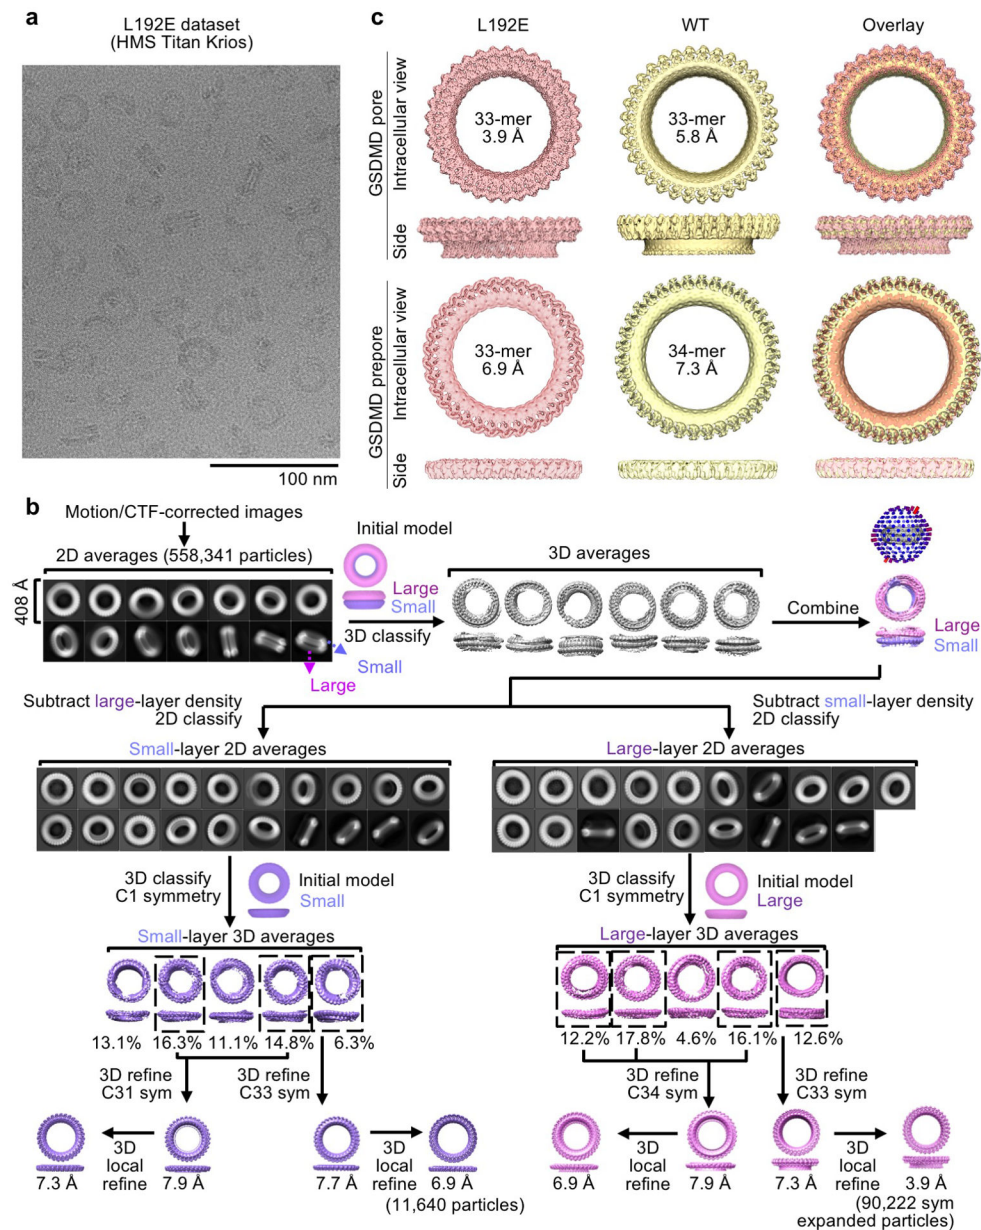 a
L192E dataset
(HMS Titan Krios)
100 nm
c
L192E
WT
Overlay
GSDMD pore
Intracellular view
33-mer
3.9 Å
33-mer
5.8 Å
Side
GSDMD prepore
Intracellular view
33-mer
6.9 Å
34-mer
7.3 Å
Side
b
Motion/CTF-corrected images
2D averages (558,341 particles)
408 Å
Initial model
Large
Small
3D classify
Small
Large
3D averages
Combine
Large
Small
Subtract large-layer density
2D classify
Subtract small-layer density
2D classify
Small-layer 2D averages
Large-layer 2D averages
3D classify
C1 symmetry
Initial model
Small
3D classify
C1 symmetry
Initial model
Large
Small-layer 3D averages
Large-layer 3D averages
13.1% 16.3% 11.1% 14.8% 6.3%
12.2% 17.8% 4.6% 16.1% 12.6%
3D refine
C31 sym
3D refine
C33 sym
3D refine
C34 sym
3D refine
C33 sym
7.3 Å
3D
local
refine
7.9 Å
7.7 Å
3D
local
refine
6.9 Å
(11,640 particles)
6.9 Å
3D
local
refine
7.9 Å
7.3 Å
3D
local
refine
3.9 Å
(90,222 sym
expanded particles)